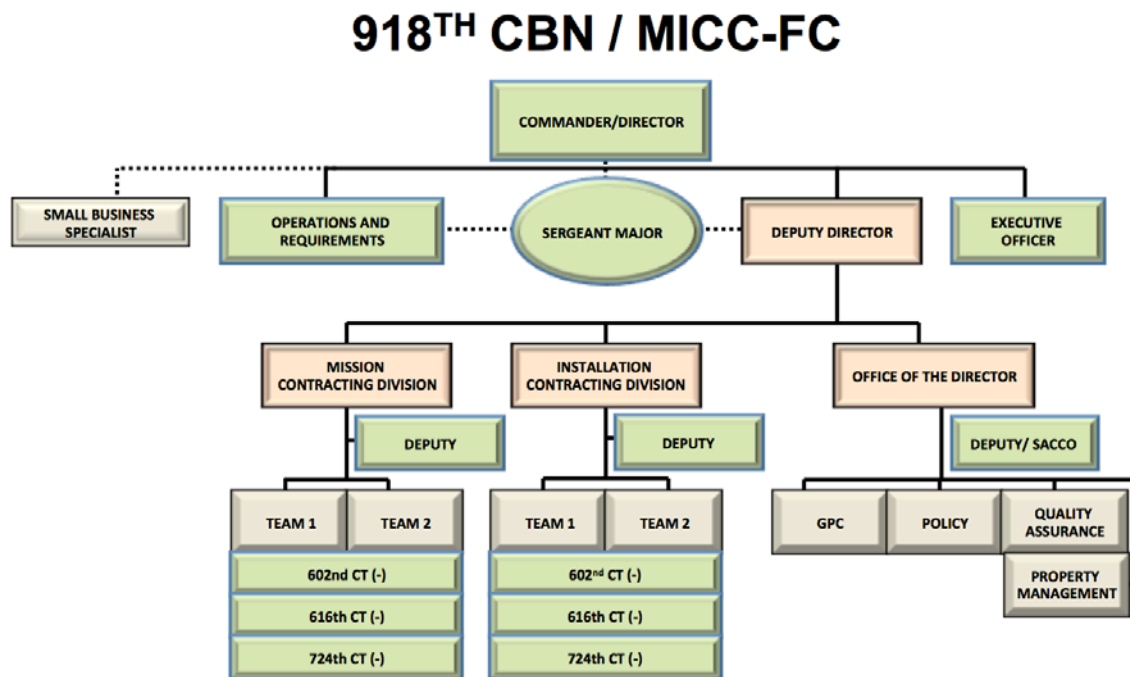 918TH CBN / MICC-FC
COMMANDER/DIRECTOR
SMALL BUSINESS
SPECIALIST
OPERATIONS AND
REQUIREMENTS
SERGEANT MAJOR
DEPUTY DIRECTOR
EXECUTIVE
OFFICER
MISSION
CONTRACTING DIVISION
INSTALLATION
CONTRACTING DIVISION
OFFICE OF THE DIRECTOR
DEPUTY
DEPUTY
DEPUTY/ SACCO
TEAM 1
TEAM 2
TEAM 1
TEAM 2
GPC
POLICY
QUALITY
ASSURANCE
602nd CT (-)
602nd CT (-)
PROPERTY
MANAGEMENT
616th CT (-)
616th CT (-)
724th CT (-)
724th CT (-)